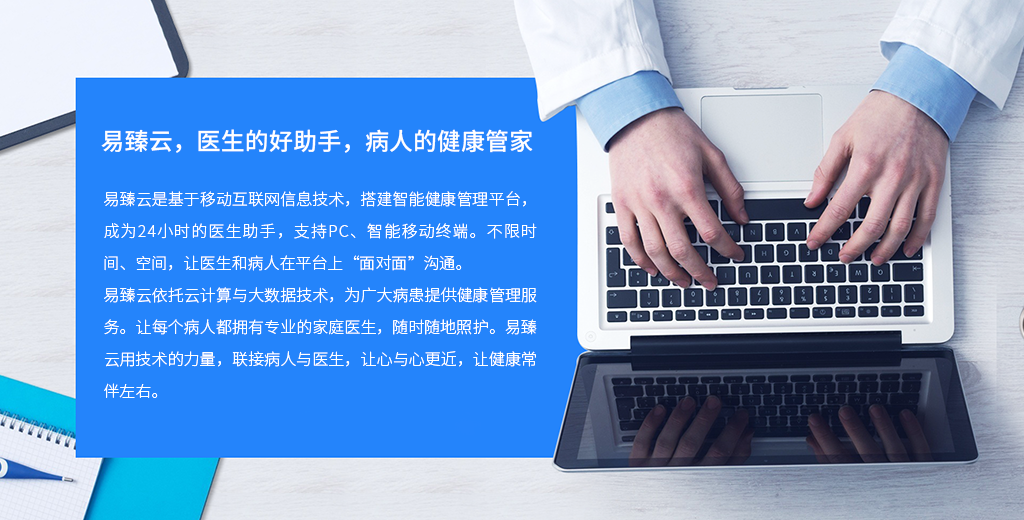 易臻云，医生的好助手，病人的健康管家
易臻云是基于移动互联网信息技术，搭建智能健康管理平台，
成为24小时的医生助手，支持PC、智能移动终端。不限时
间、空间，让医生和病人在平台上“面对面”沟通。
易臻云依托云计算与大数据技术，为广大病患提供健康管理服
务。让每个病人都拥有专业的家庭医生，随时随地照护。易臻
云用技术的力量，联接病人与医生，让心与心更近，让健康常
伴左右。